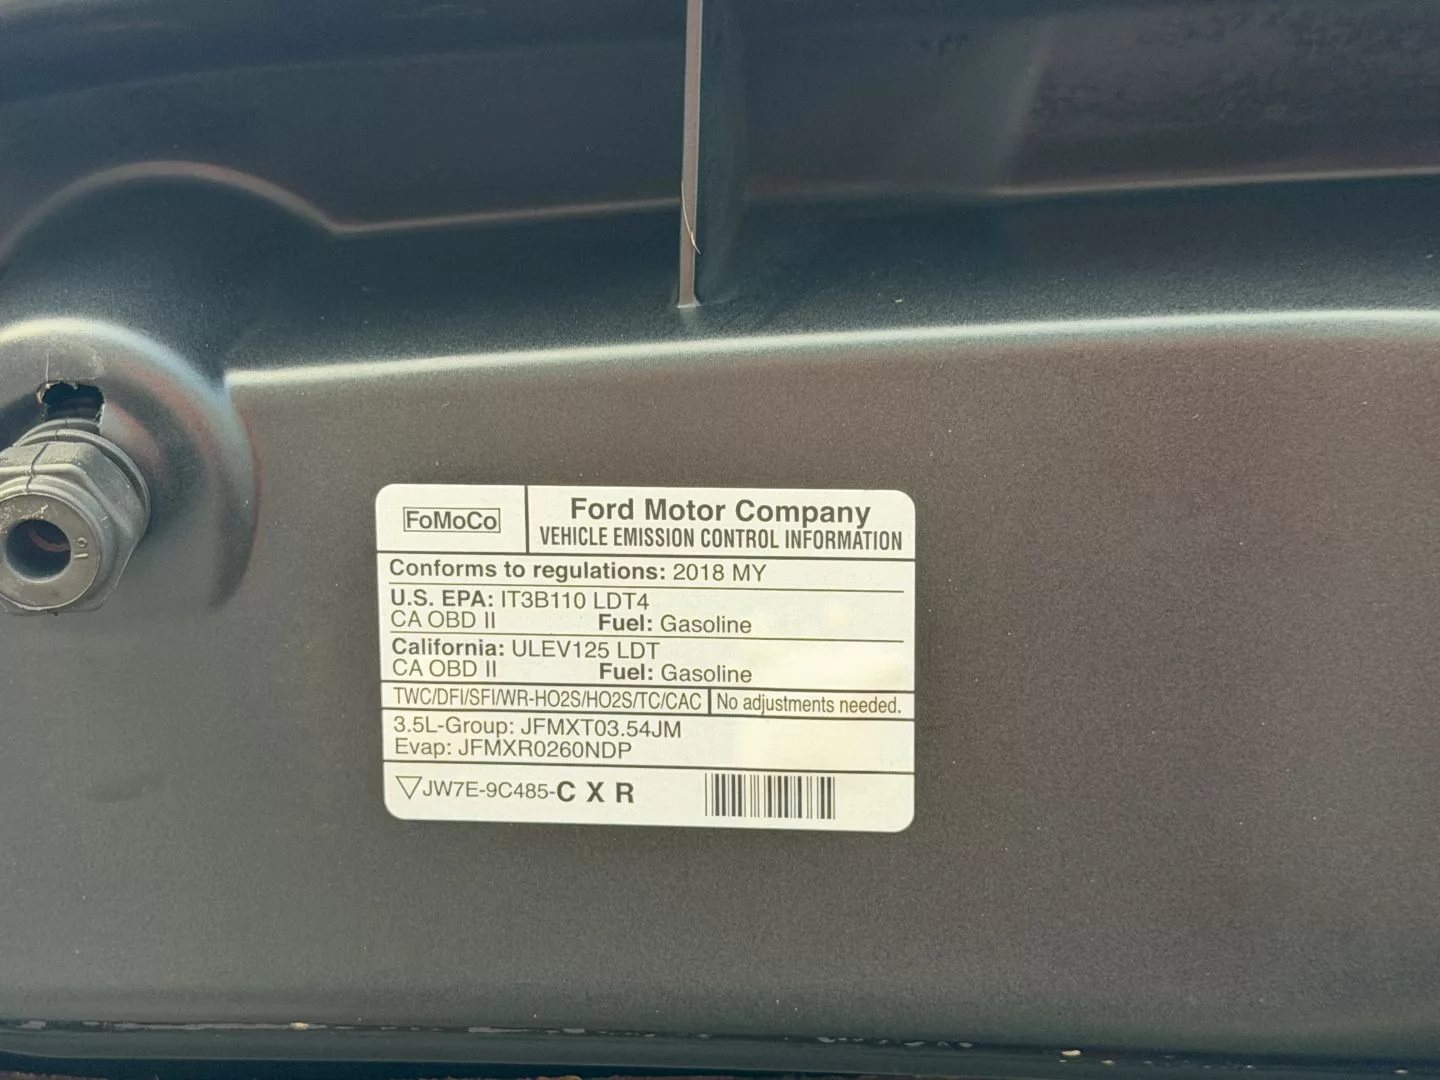 FoMoCo
Ford Motor Company
VEHICLE EMISSION CONTROL INFORMATION
Conforms to regulations: 2018 MY
U.S. EPA: IT3B110 LDT4
CA OBD II Fuel: Gasoline
California: ULEV125 LDT
CA OBD II Fuel: Gasoline
TWC/DFI/SFI/WR-HO2S/HO2S/TC/CAC No adjustments needed.
3.5L-Group: JFMXT03.54JM
Evap: JFMXR0260NDP
JW7E-9C485-C X R